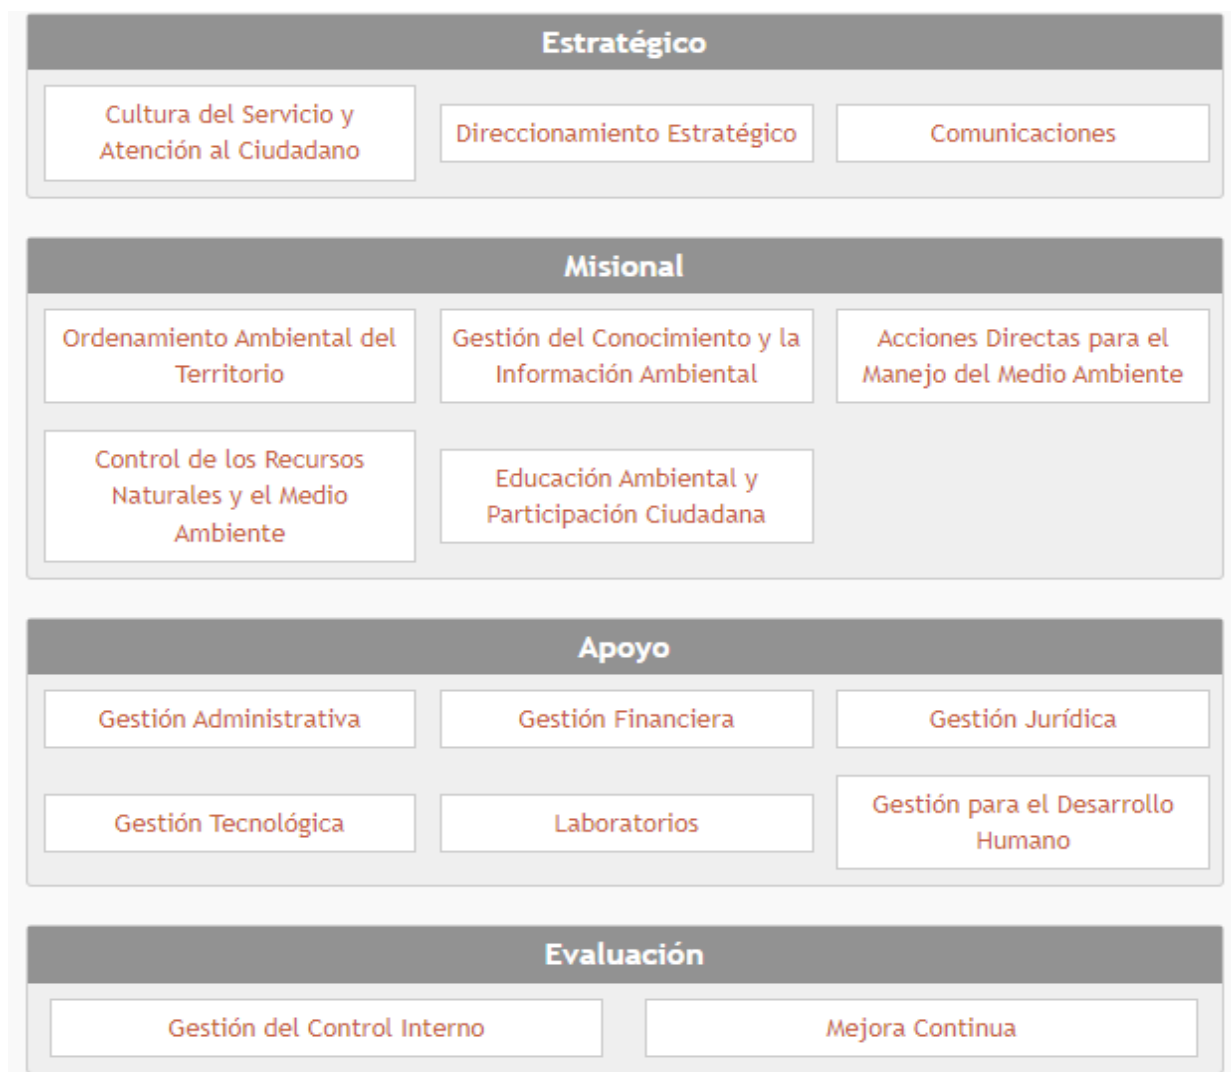 Estratégico
Cultura del Servicio y
Atención al Ciudadano
Direccionamiento Estratégico
Comunicaciones
Misional
Ordenamiento Ambiental del
Territorio
Gestión del Conocimiento y la
Información Ambiental
Acciones Directas para el
Manejo del Medio Ambiente
Control de los Recursos
Naturales y el Medio
Ambiente
Educación Ambiental y
Participación Ciudadana
Apoyo
Gestión Administrativa
Gestión Financiera
Gestión Jurídica
Gestión Tecnológica
Laboratorios
Gestión para el Desarrollo
Humano
Evaluación
Gestión del Control Interno
Mejora Continua